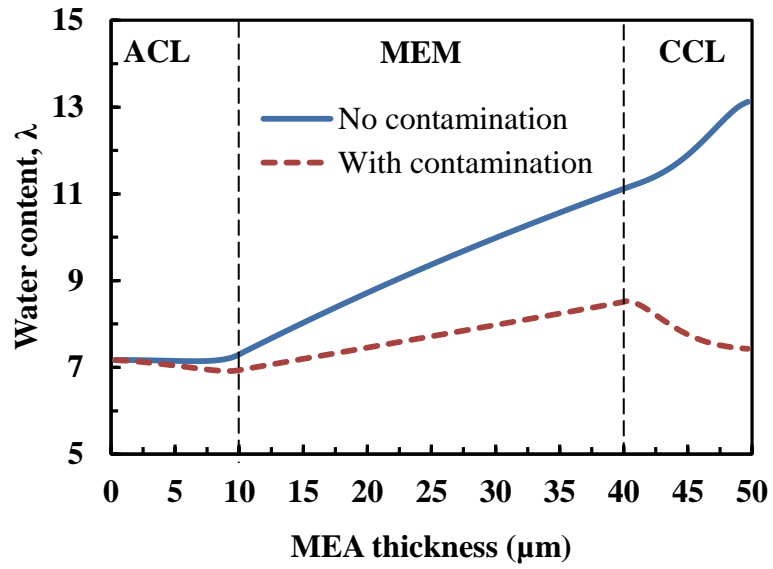 15
13
11
9
7
5
Water content, λ
ACL
MEM
CCL
No contamination
With contamination
0 5 10 15 20 25 30 35 40 45 50
MEA thickness (µm)